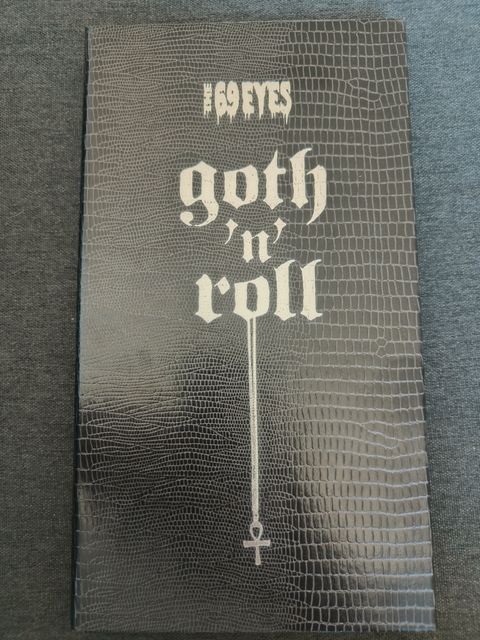 THE 69 EYES
goth
'n'
roll